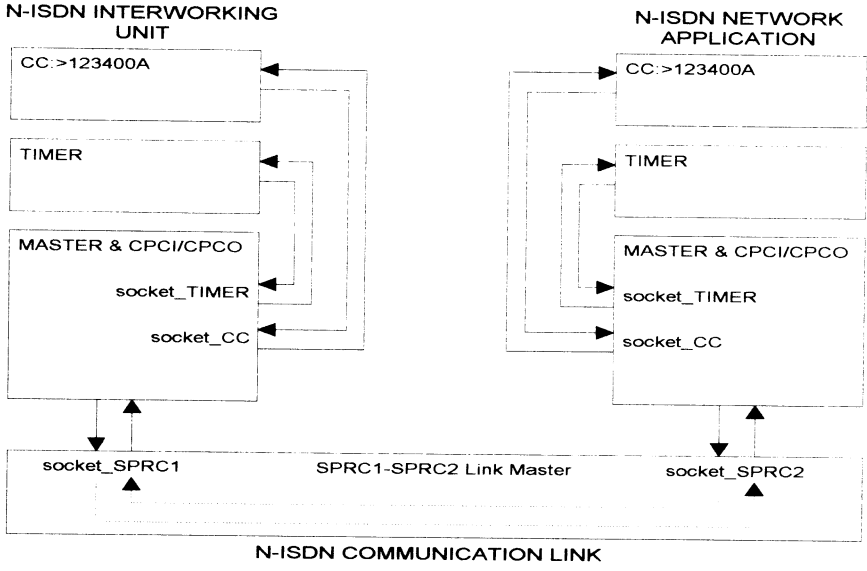 N-ISDN INTERWORKING
UNIT
CC:>123400A
TIMER
MASTER & CPCI/CPCO
socket_TIMER
socket_CC
N-ISDN NETWORK
APPLICATION
CC:>123400A
TIMER
MASTER & CPCI/CPCO
socket_TIMER
socket_CC
socket_SPRC1
SPRC1-SPRC2 Link Master
socket_SPRC2
N-ISDN COMMUNICATION LINK